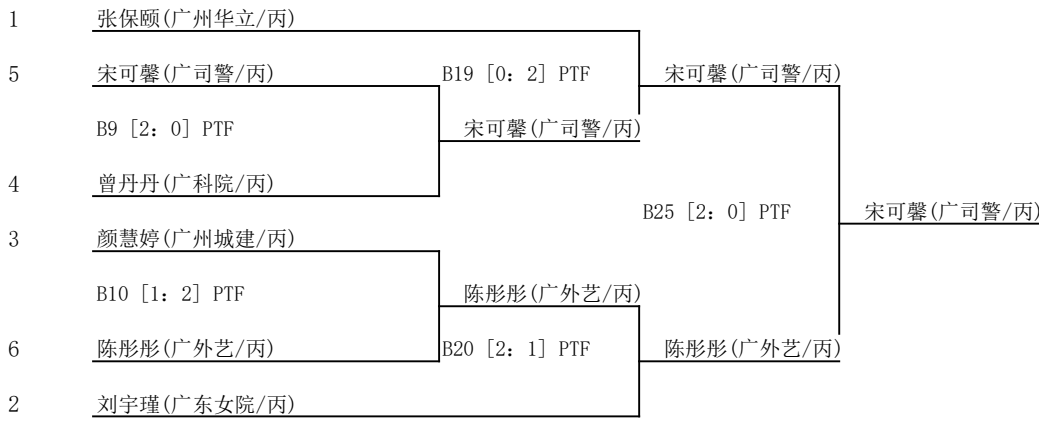 1 张保颐(广州华立/丙)
5 宋可馨(广司警/丙) B19 [0: 2] PTF 宋可馨(广司警/丙)
B9 [2: 0] PTF 宋可馨(广司警/丙)
4 曾丹丹(广科院/丙)
B25 [2: 0] PTF 宋可馨(广司警/丙)
3 颜慧婷(广州城建/丙)
B10 [1: 2] PTF 陈彤彤(广外艺/丙)
6 陈彤彤(广外艺/丙) B20 [2: 1] PTF 陈彤彤(广外艺/丙)
2 刘宇瑾(广东女院/丙)